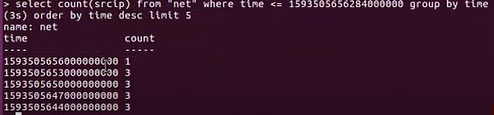 > select count(srcip) from "net" where time <= 1593505656284000000 group by time
(3s) order by time desc limit 5
name: net
time count
---- -----
1593505656000000000 1
1593505653000000000 3
1593505650000000000 3
1593505647000000000 3
1593505644000000000 3